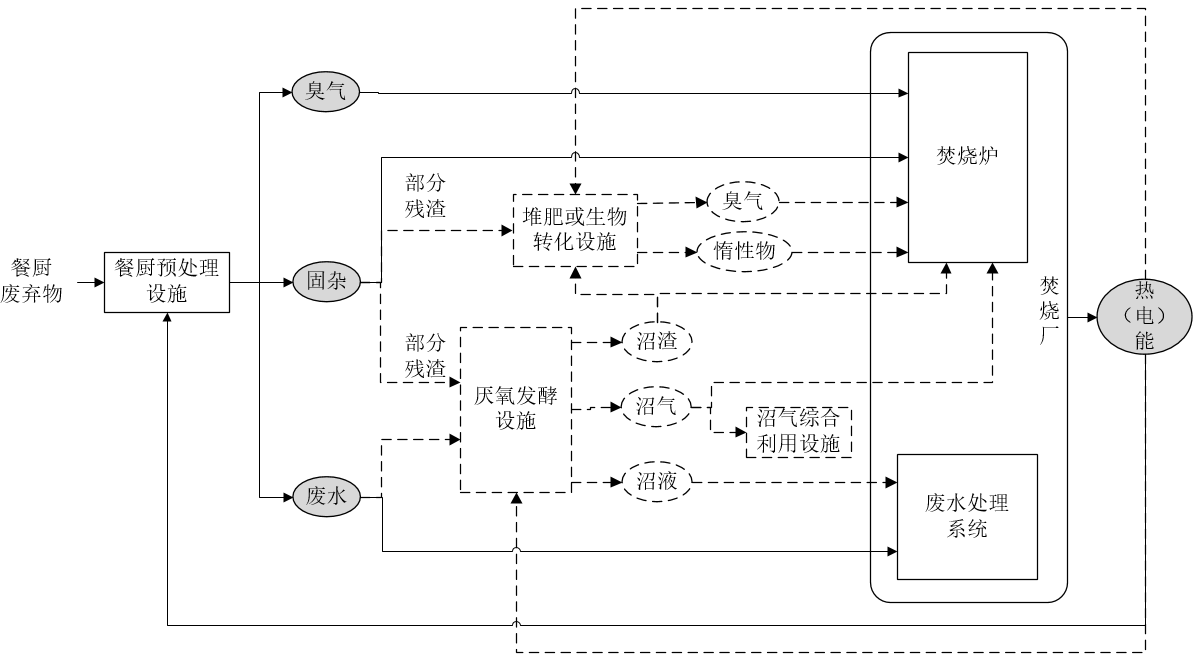 臭气
焚烧炉
部分
残渣
臭气
堆肥或生物
转化设施
惰性物
餐厨
废弃物
餐厨预处理
设施
固杂
焚
烧
厂
热
（电）
能
部分
残渣
沼渣
厌氧发酵
设施
沼气
沼气综合
利用设施
沼液
废水
废水处理
系统